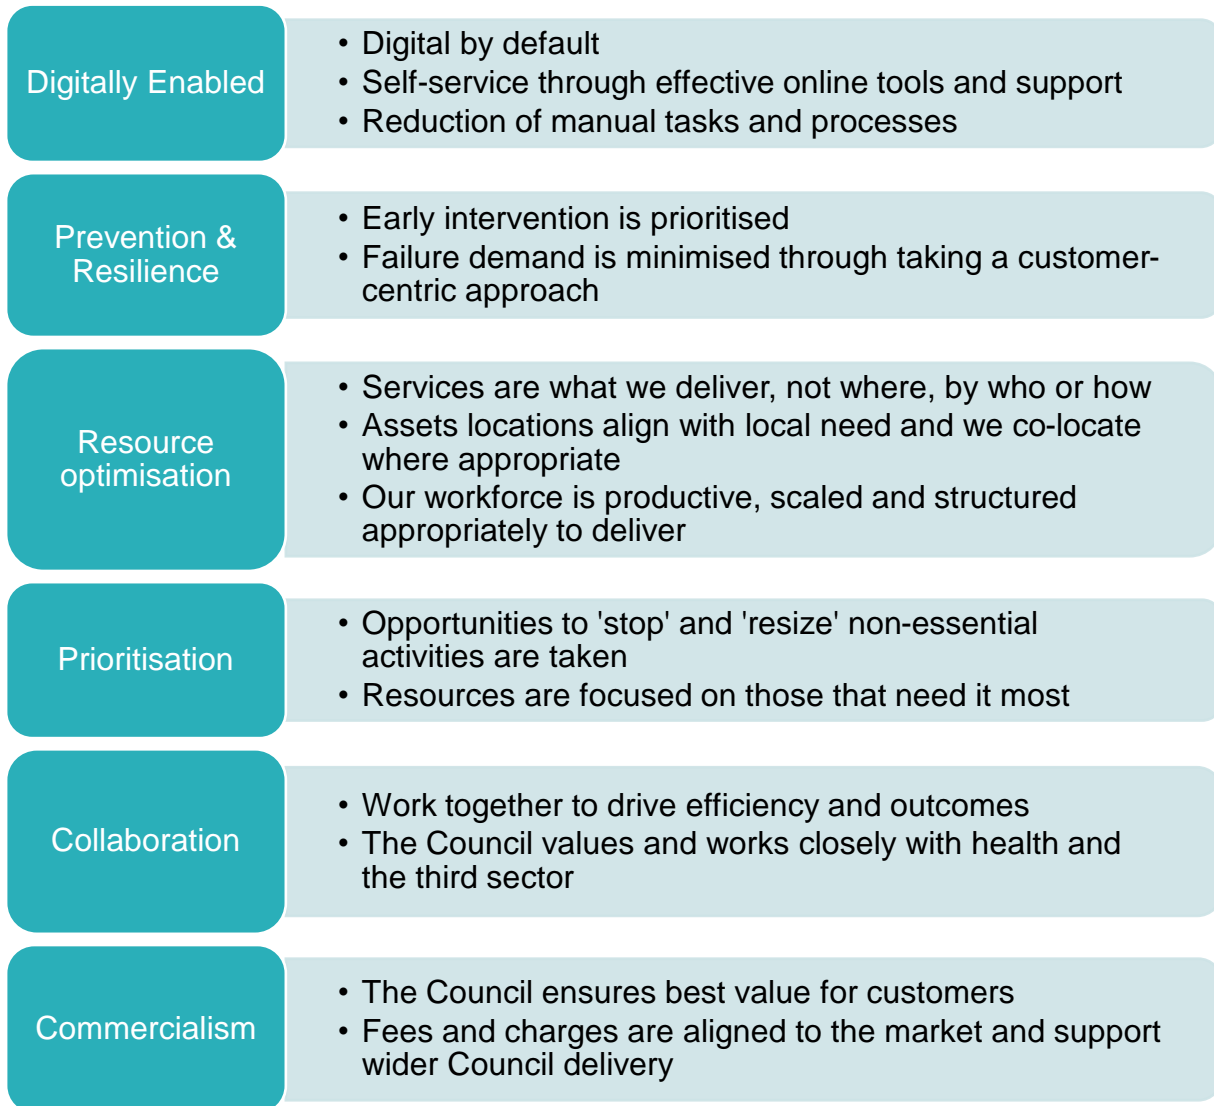 Digitally Enabled
• Digital by default
• Self-service through effective online tools and support
• Reduction of manual tasks and processes
Prevention &
Resilience
• Early intervention is prioritised
• Failure demand is minimised through taking a customer-
centric approach
Resource
optimisation
• Services are what we deliver, not where, by who or how
• Assets locations align with local need and we co-locate
where appropriate
• Our workforce is productive, scaled and structured
appropriately to deliver
Prioritisation
• Opportunities to 'stop' and 'resize' non-essential
activities are taken
• Resources are focused on those that need it most
Collaboration
• Work together to drive efficiency and outcomes
• The Council values and works closely with health and
the third sector
Commercialism
• The Council ensures best value for customers
• Fees and charges are aligned to the market and support
wider Council delivery